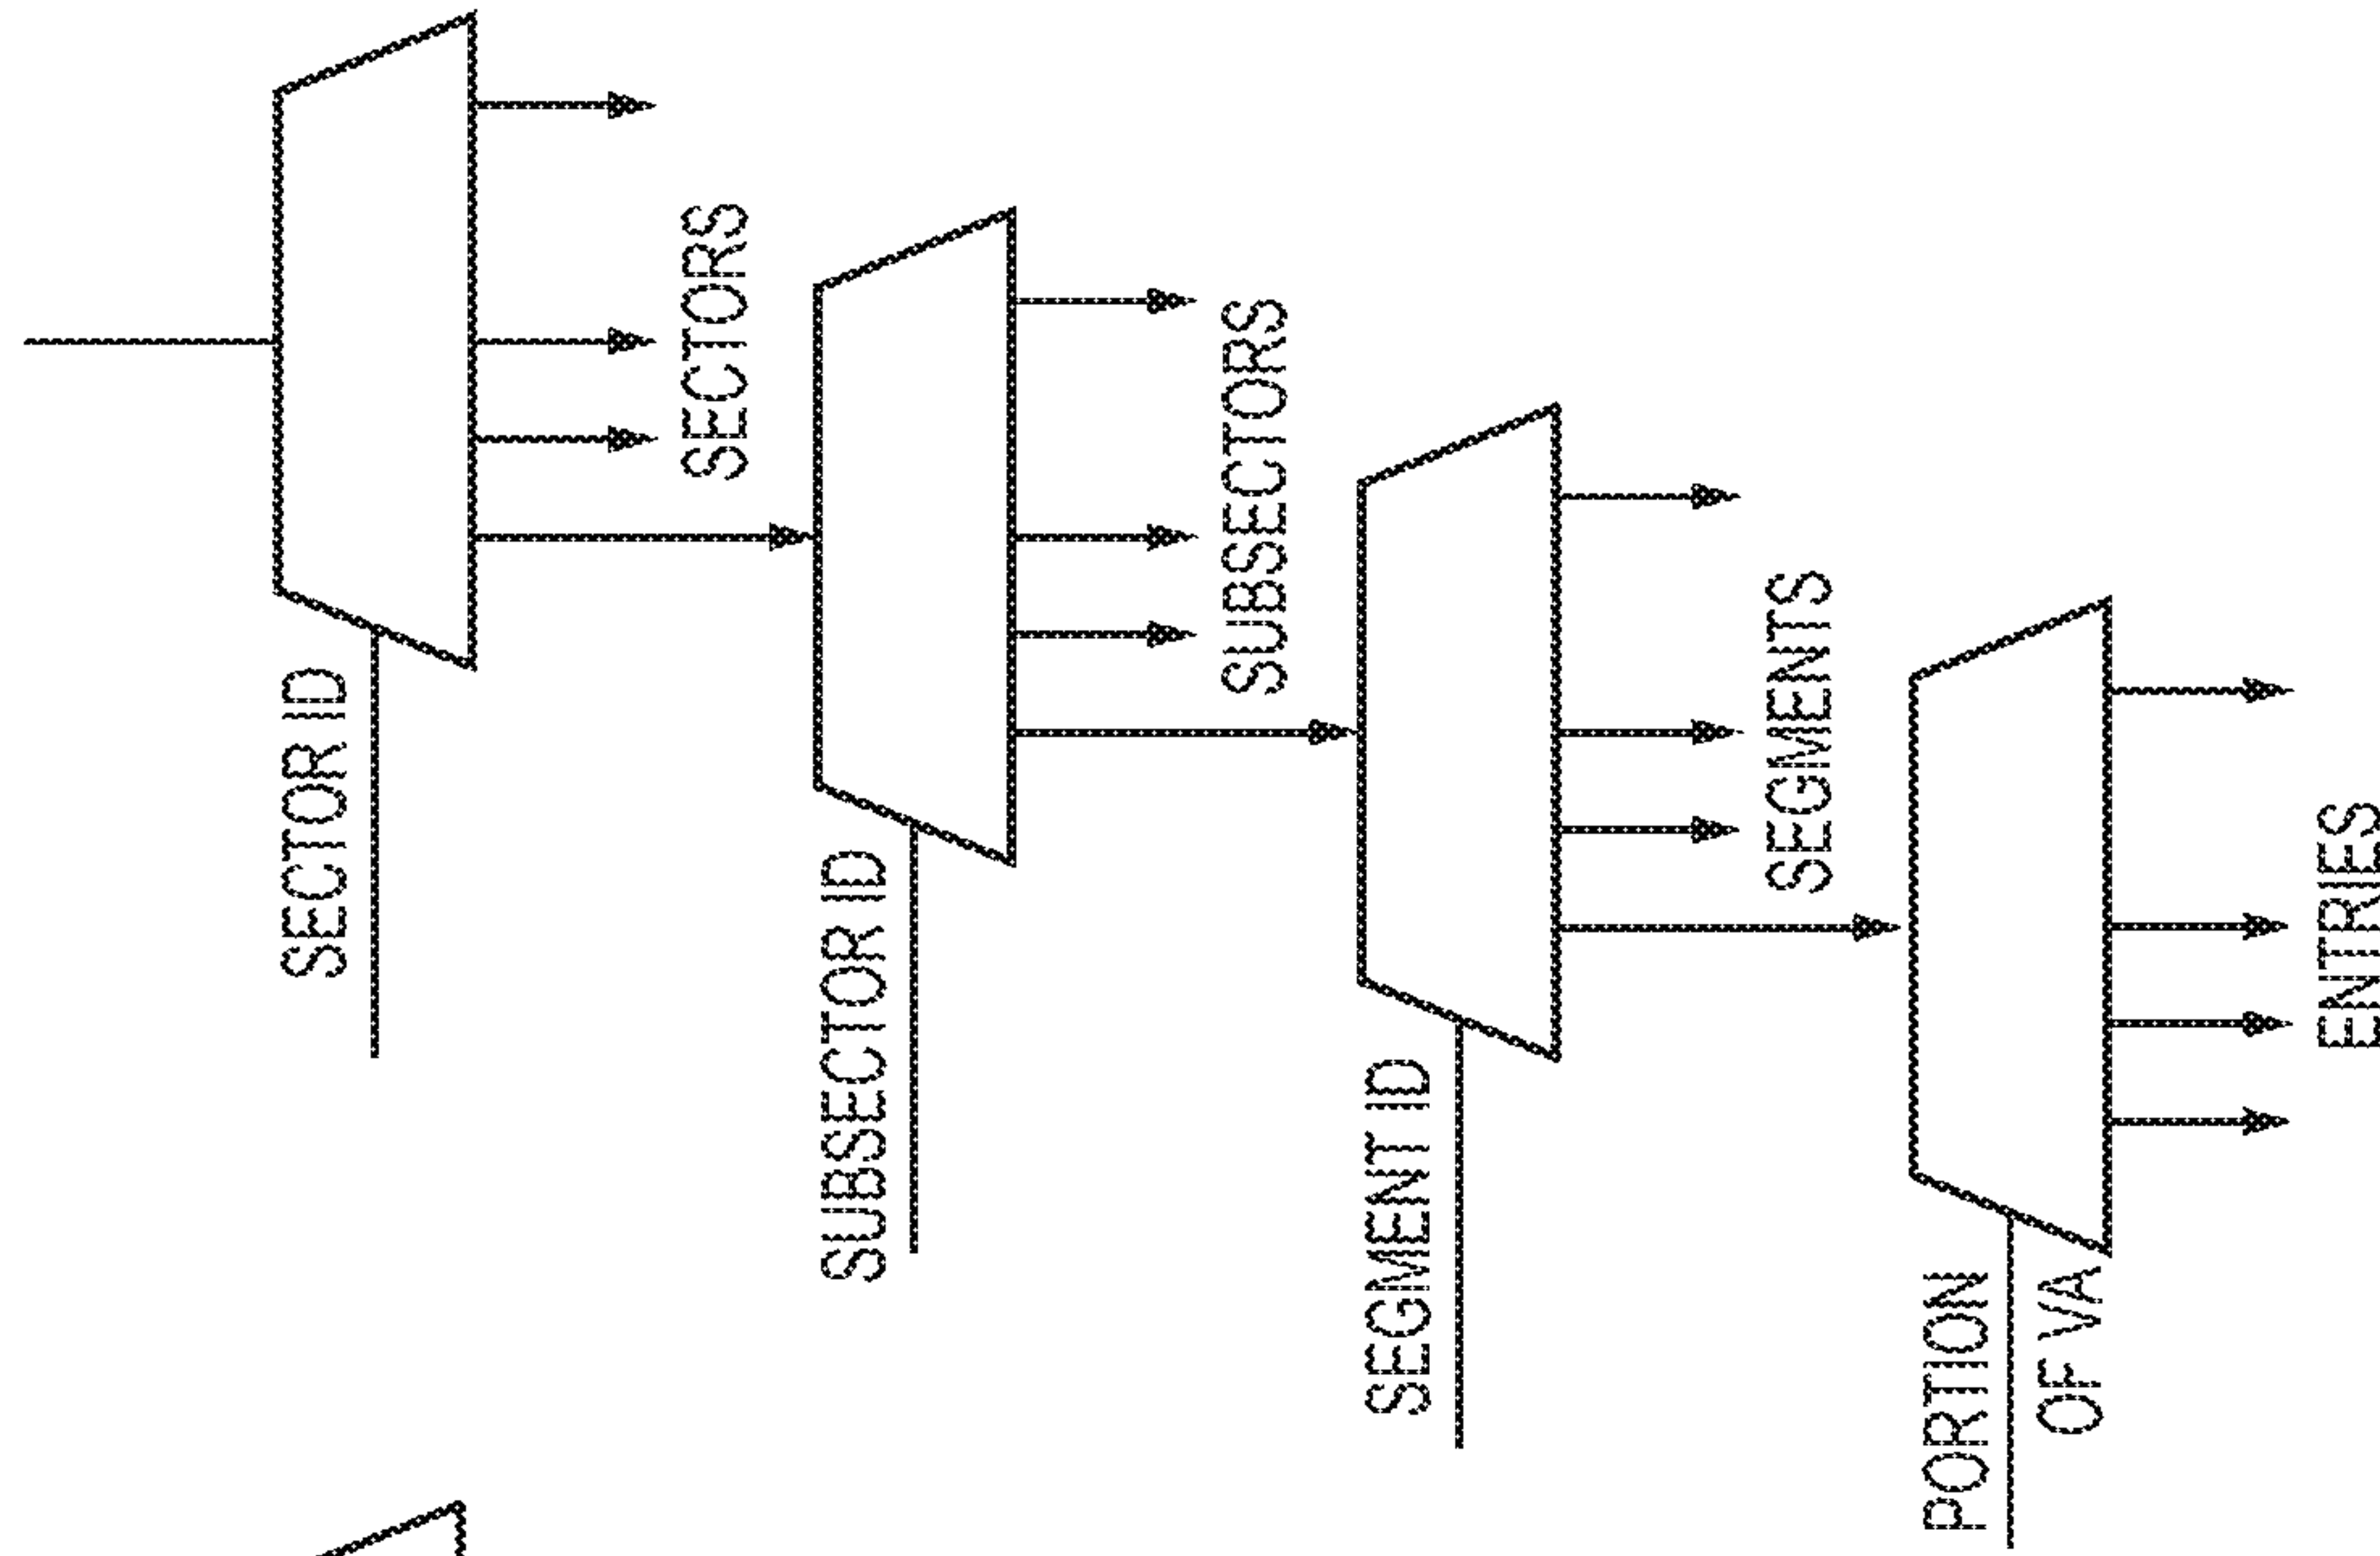 SECTOR ID
SECTORS
SUBSECTOR ID
SUBSECTORS
SEGMENT ID
SEGMENTS
PORTION
OF VA
ENTRIES